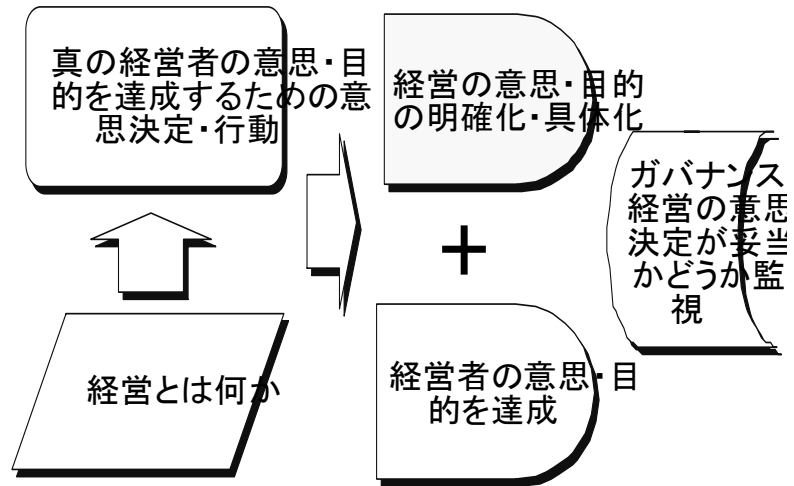 真の経営者の意思・目
的を達成するための意
思決定・行動
経営の意思・目的
の明確化・具体化
ガバナンス
経営の意思
決定が妥当
かどうか監
視
+
経営とは何か
経営者の意思・目
的を達成